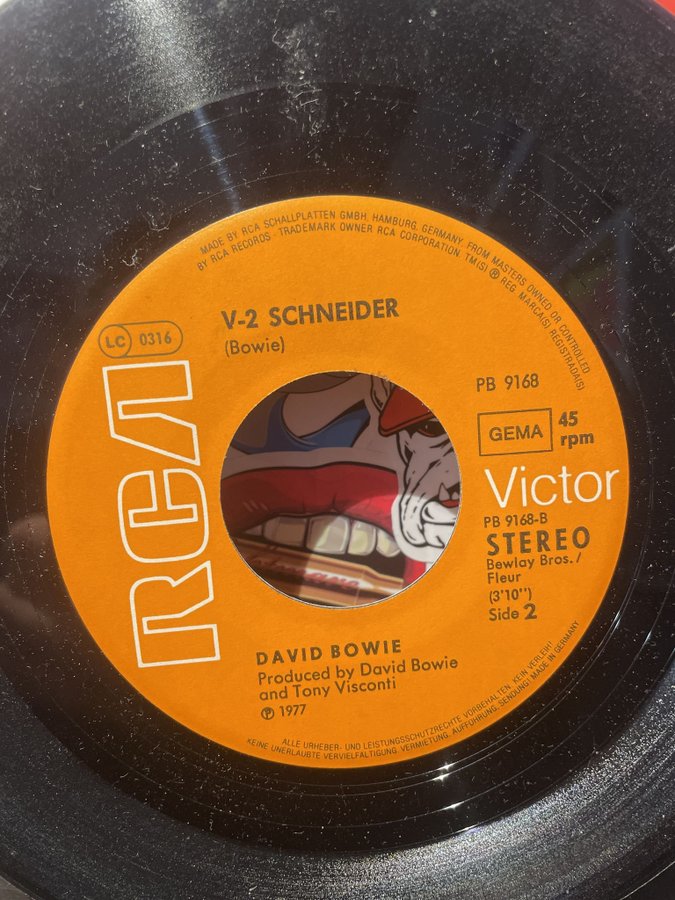 MADE BY RCA SCHALLPLATTEN GMBH, HAMBURG, GERMANY, FROM MASTERS OWNED OR CONTROLLED
BY RCA RECORDS · TRADEMARK OWNER RCA CORPORATION, TM(S) ® REG. MARCA(S) REGISTRADA(S)
V-2 SCHNEIDER
(Bowie)
LC 0316
RCA
PB 9168
GEMA
45
rpm
Victor
PB 9168-B
STEREO
Bewlay Bros./
Fleur
(3'10")
Side 2
DAVID BOWIE
Produced by David Bowie
and Tony Visconti
℗ 1977
ALLE URHEBER- UND LEISTUNGSSCHUTZRECHTE VORBEHALTEN. KEIN VERLEIH!
KEINE UNERLAUBTE VERVIELFÄLTIGUNG, VERMIETUNG, AUFFÜHRUNG, SENDUNG! MADE IN GERMANY